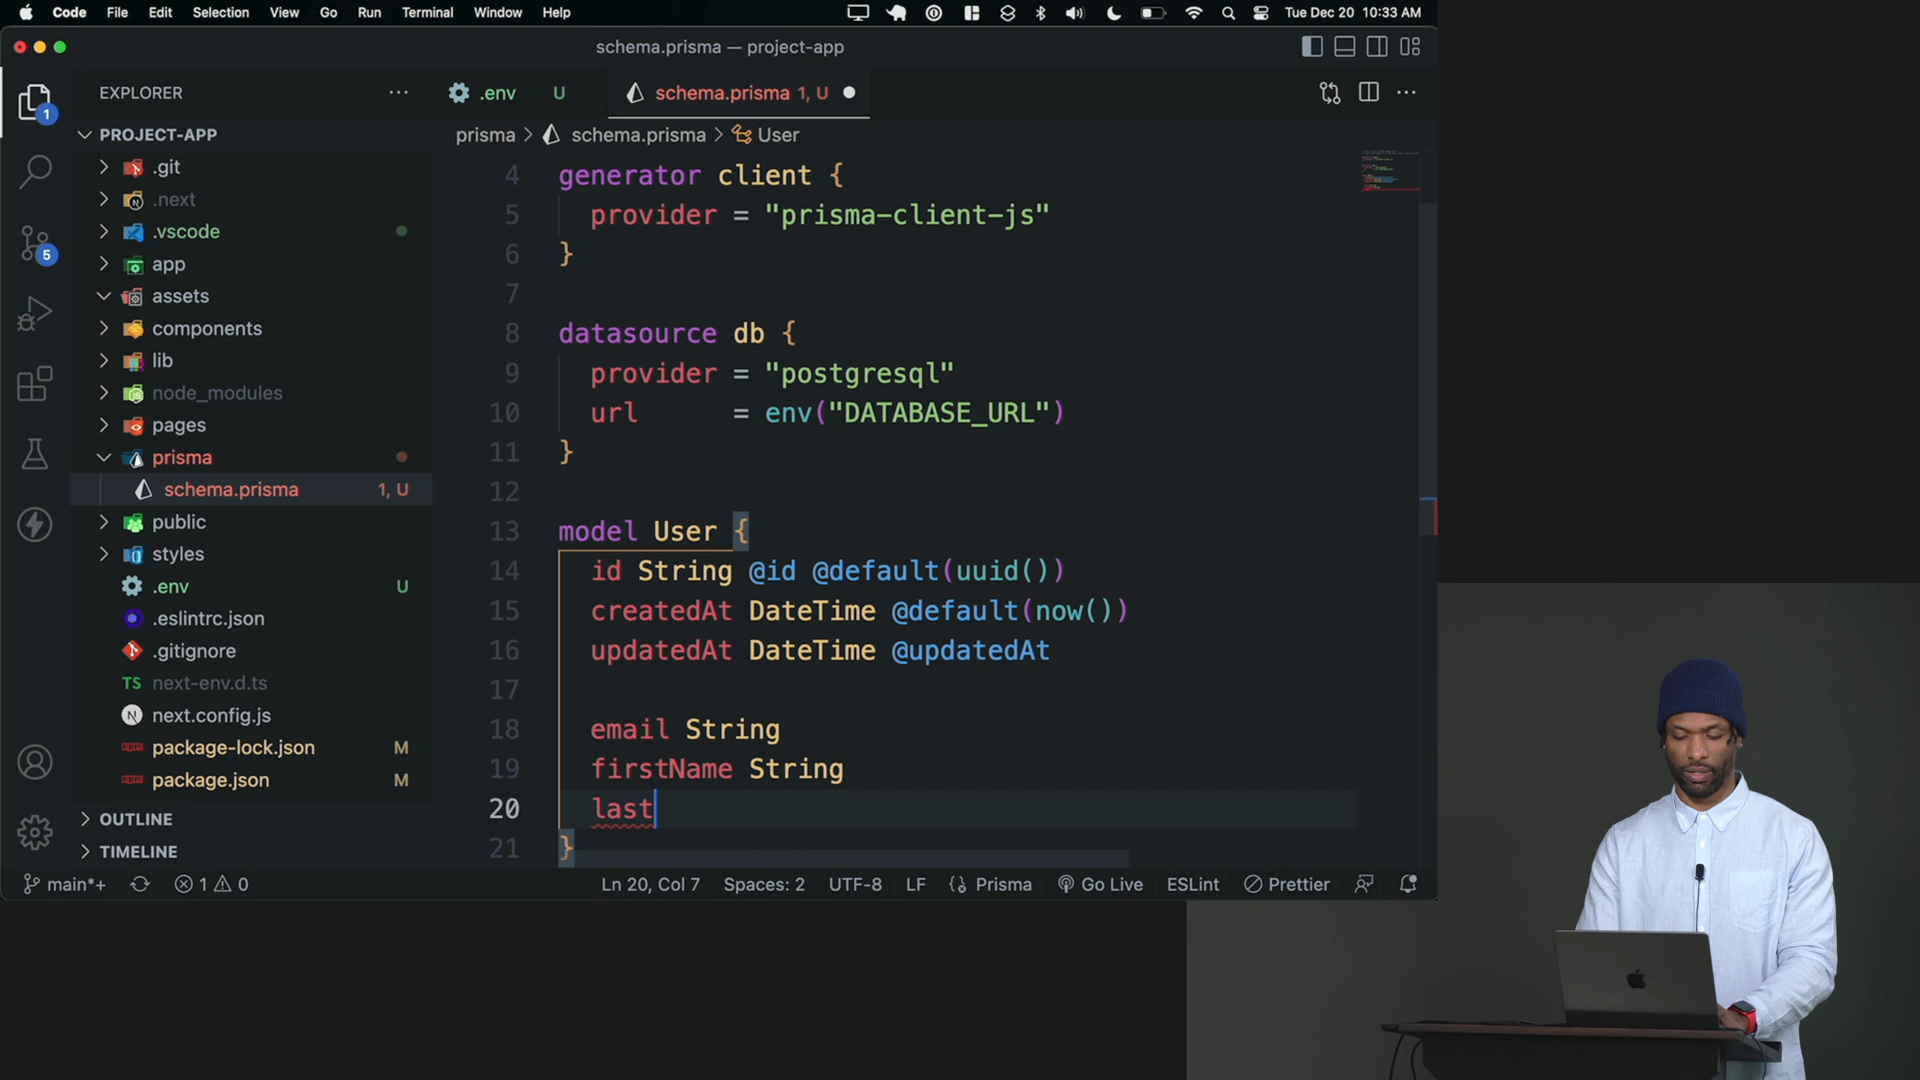 Code File Edit Selection View Go Run Terminal Window Help Tue Dec 20 10:33 AM
schema.prisma — project-app
EXPLORER
.env U
schema.prisma 1, U
PROJECT-APP
prisma > schema.prisma > User
.git
.next
.vscode
app
assets
components
lib
node_modules
pages
prisma
schema.prisma 1, U
public
styles
.env U
.eslintrc.json
.gitignore
TS next-env.d.ts
N next.config.js
package-lock.json M
package.json M
OUTLINE
TIMELINE
1
5
4 generator client {
5 provider = "prisma-client-js"
6 }
7
8 datasource db {
9 provider = "postgresql"
10 url = env("DATABASE_URL")
11 }
12
13 model User {
14 id String @id @default(uuid())
15 createdAt DateTime @default(now())
16 updatedAt DateTime @updatedAt
17
18 email String
19 firstName String
20 last
21 }
main*+ 1 0 Ln 20, Col 7 Spaces: 2 UTF-8 LF Prisma Go Live ESLint Prettier